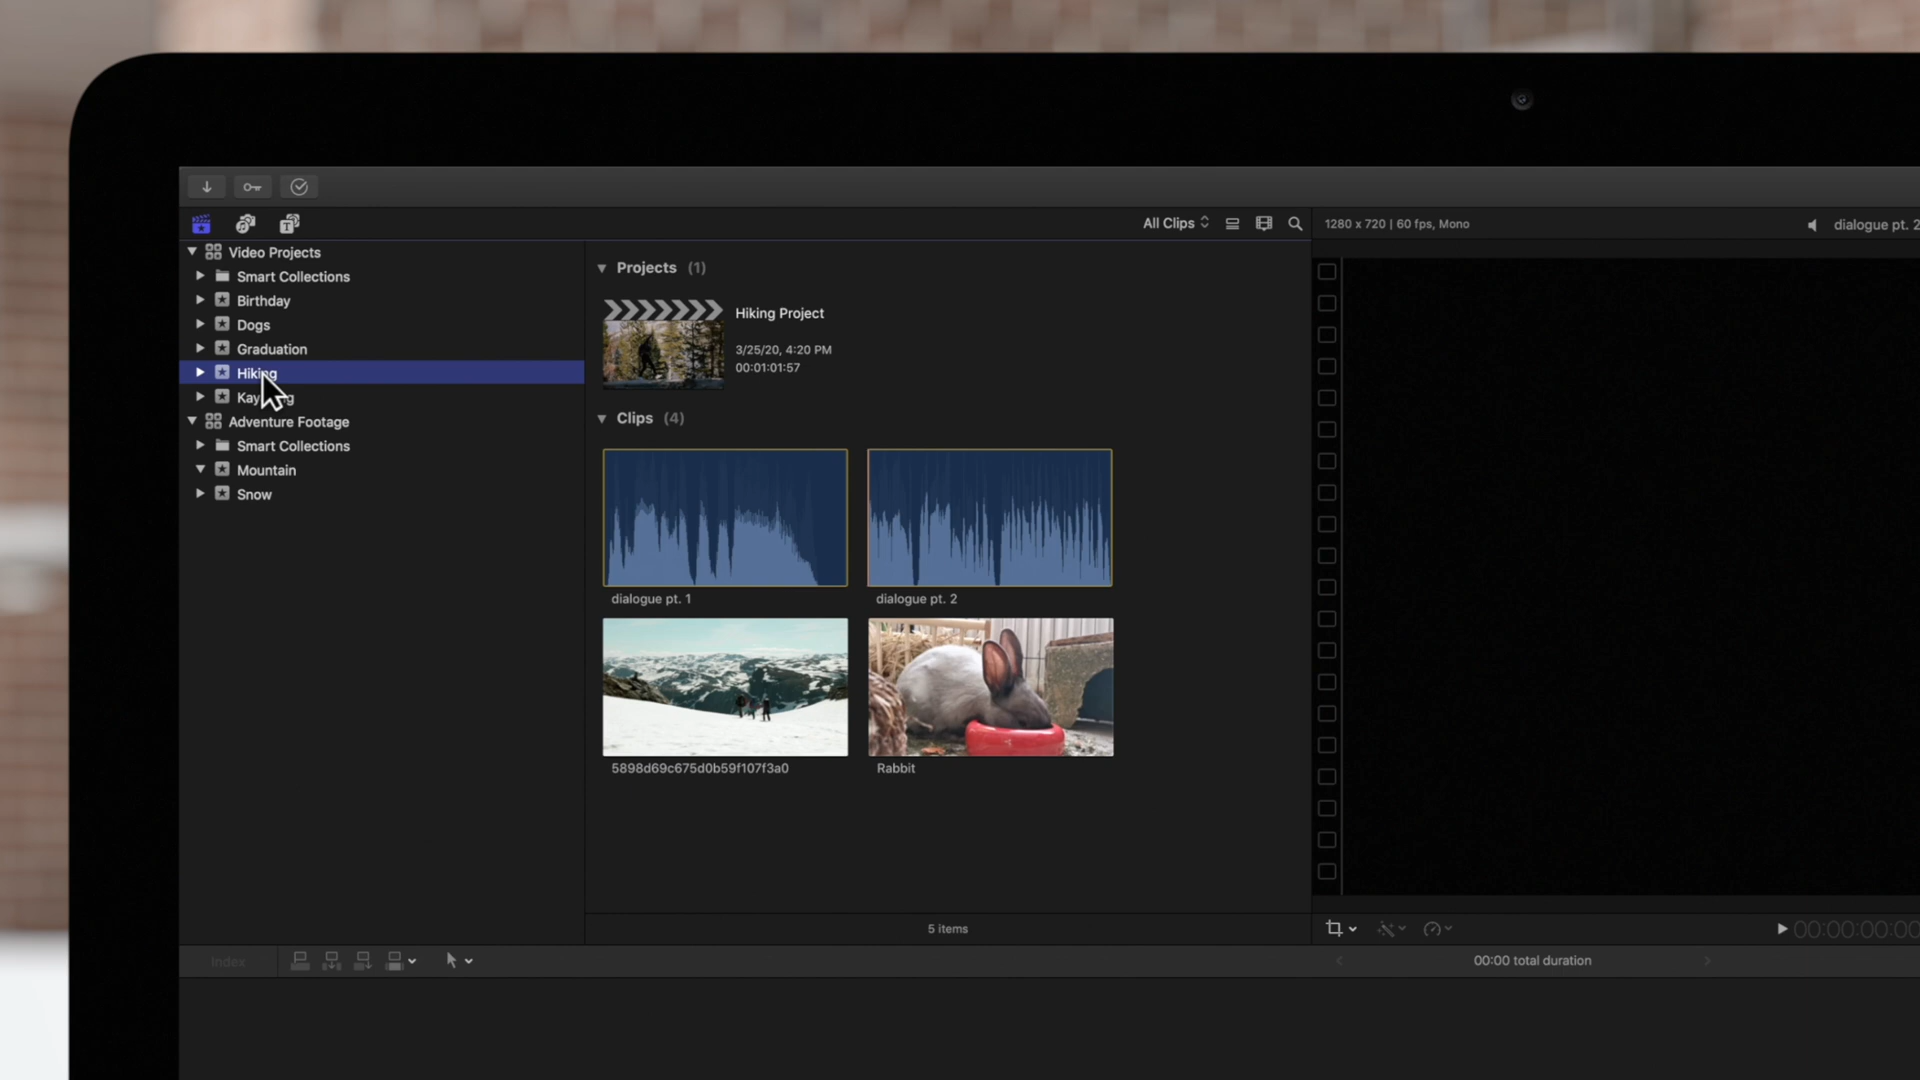 All Clips
1280 x 720 | 60 fps, Mono
dialogue pt. 2
Video Projects
Smart Collections
Birthday
Dogs
Graduation
Hiking
Adventure Footage
Smart Collections
Mountain
Snow
Projects (1)
Hiking Project
3/25/20, 4:20 PM
00:01:01:57
Clips (4)
dialogue pt. 1
dialogue pt. 2
5898d69c675d0b59f107f3a0
Rabbit
5 items
00:00:00:00
Index
00:00 total duration